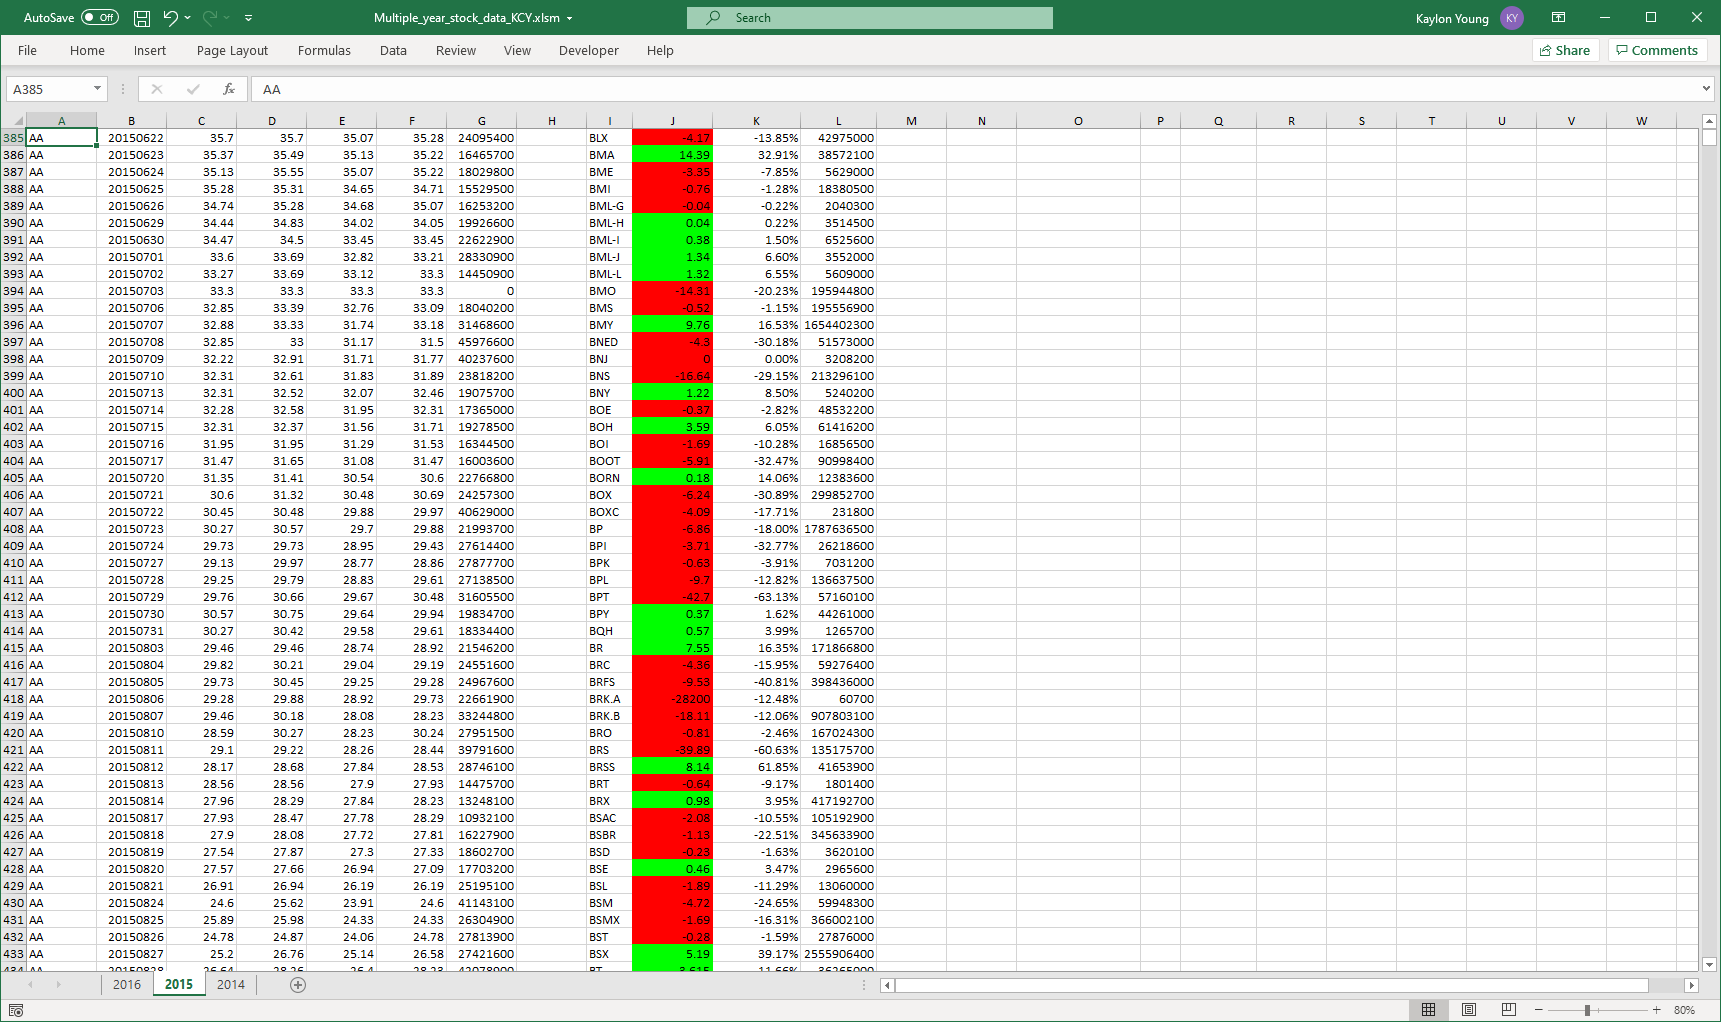 AutoSave Off Multiple_year_stock_data_KCY.xlsm Search Kaylon Young KY
File Home Insert Page Layout Formulas Data Review View Developer Help Share Comments
A385 fx AA
A B C D E F G H I J K L M N O P Q R S T U V W
385 AA 20150622 35.7 35.7 35.07 35.28 24095400 BLX -4.17 -13.85% 42975000
386 AA 20150623 35.37 35.49 35.13 35.22 16465700 BMA 14.39 32.91% 38572100
387 AA 20150624 35.13 35.55 35.07 35.22 18029800 BME -3.35 -7.85% 5629000
388 AA 20150625 35.28 35.31 34.65 34.71 15529500 BMI -0.76 -1.28% 18380500
389 AA 20150626 34.74 35.28 34.68 35.07 16253200 BML-G -0.04 -0.22% 2040300
390 AA 20150629 34.44 34.83 34.02 34.05 19926600 BML-H 0.04 0.22% 3514500
391 AA 20150630 34.47 34.5 33.45 33.45 22622900 BML-I 0.38 1.50% 6525600
392 AA 20150701 33.6 33.69 32.82 33.21 28330900 BML-J 1.34 6.60% 3552000
393 AA 20150702 33.27 33.69 33.12 33.3 14450900 BML-L 1.32 6.55% 5609000
394 AA 20150703 33.3 33.3 33.3 33.3 0 BMO -14.31 -20.23% 195944800
395 AA 20150706 32.85 33.39 32.76 33.09 18040200 BMS -0.52 -1.15% 195556900
396 AA 20150707 32.88 33.33 31.74 33.18 31468600 BMY 9.76 16.53% 1654402300
397 AA 20150708 32.85 33 31.17 31.5 45976600 BNED -4.3 -30.18% 51573000
398 AA 20150709 32.22 32.91 31.71 31.77 40237600 BNJ 0 0.00% 3208200
399 AA 20150710 32.31 32.61 31.83 31.89 23818200 BNS -16.64 -29.15% 213296100
400 AA 20150713 32.31 32.52 32.07 32.46 19075700 BNY 1.22 8.50% 5240200
401 AA 20150714 32.28 32.58 31.95 32.31 17365000 BOE -0.37 -2.82% 48532200
402 AA 20150715 32.31 32.37 31.56 31.71 19278500 BOH 3.59 6.05% 61416200
403 AA 20150716 31.95 31.95 31.29 31.53 16344500 BOI -1.69 -10.28% 16856500
404 AA 20150717 31.47 31.65 31.08 31.47 16003600 BOOT -5.91 -32.47% 90998400
405 AA 20150720 31.35 31.41 30.54 30.6 22766800 BORN 0.18 14.06% 12383600
406 AA 20150721 30.6 31.32 30.48 30.69 24257300 BOX -6.24 -30.89% 299852700
407 AA 20150722 30.45 30.48 29.88 29.97 40629000 BOXC -4.09 -17.71% 231800
408 AA 20150723 30.27 30.57 29.7 29.88 21993700 BP -6.86 -18.00% 1787636500
409 AA 20150724 29.73 29.73 28.95 29.43 27614400 BPI -3.71 -32.77% 26218600
410 AA 20150727 29.13 29.97 28.77 28.86 27877700 BPK -0.63 -3.91% 7031200
411 AA 20150728 29.25 29.79 28.83 29.61 27138500 BPL -9.7 -12.82% 136637500
412 AA 20150729 29.76 30.66 29.67 30.48 31605500 BPT -42.7 -63.13% 57160100
413 AA 20150730 30.57 30.75 29.64 29.94 19834700 BPY 0.37 1.62% 44261000
414 AA 20150731 30.27 30.42 29.58 29.61 18334400 BQH 0.57 3.99% 1265700
415 AA 20150803 29.46 29.46 28.74 28.92 21546200 BR 7.55 16.35% 171866800
416 AA 20150804 29.82 30.21 29.04 29.19 24551600 BRC -4.36 -15.95% 59276400
417 AA 20150805 29.73 30.45 29.25 29.28 24967600 BRFS -9.53 -40.81% 398436000
418 AA 20150806 29.28 29.88 28.92 29.73 22661900 BRK.A -28200 -12.48% 60700
419 AA 20150807 29.46 30.18 28.08 28.23 33244800 BRK.B -18.11 -12.06% 907803100
420 AA 20150810 28.59 30.27 28.23 30.24 27951500 BRO -0.81 -2.46% 167024300
421 AA 20150811 29.1 29.22 28.26 28.44 39791600 BRS -39.89 -60.63% 135175700
422 AA 20150812 28.17 28.68 27.84 28.53 28746100 BRSS 8.14 61.85% 41653900
423 AA 20150813 28.56 28.56 27.9 27.93 14475700 BRT -0.64 -9.17% 1801400
424 AA 20150814 27.96 28.29 27.84 28.23 13248100 BRX 0.98 3.95% 417192700
425 AA 20150817 27.93 28.47 27.78 28.29 10932100 BSAC -2.08 -10.55% 105192900
426 AA 20150818 27.9 28.08 27.72 27.81 16227900 BSBR -1.13 -22.51% 345633900
427 AA 20150819 27.54 27.87 27.3 27.33 18602700 BSD -0.23 -1.63% 3620100
428 AA 20150820 27.57 27.66 26.94 27.09 17703200 BSE 0.46 3.47% 2965600
429 AA 20150821 26.91 26.94 26.19 26.19 25195100 BSL -1.89 -11.29% 13060000
430 AA 20150824 24.6 25.62 23.91 24.6 41143100 BSM -4.72 -24.65% 59948300
431 AA 20150825 25.89 25.98 24.33 24.33 26304900 BSMX -1.69 -16.31% 366002100
432 AA 20150826 24.78 24.87 24.06 24.78 27813900 BST -0.28 -1.59% 27876000
433 AA 20150827 25.2 26.76 25.14 26.58 27421600 BSX 5.19 39.17% 2555906400
434 AA 20150828 26.64 28.26 26.4 28.23 42078900 BT 3.615 11.66% 36265000
2016 2015 2014
80%